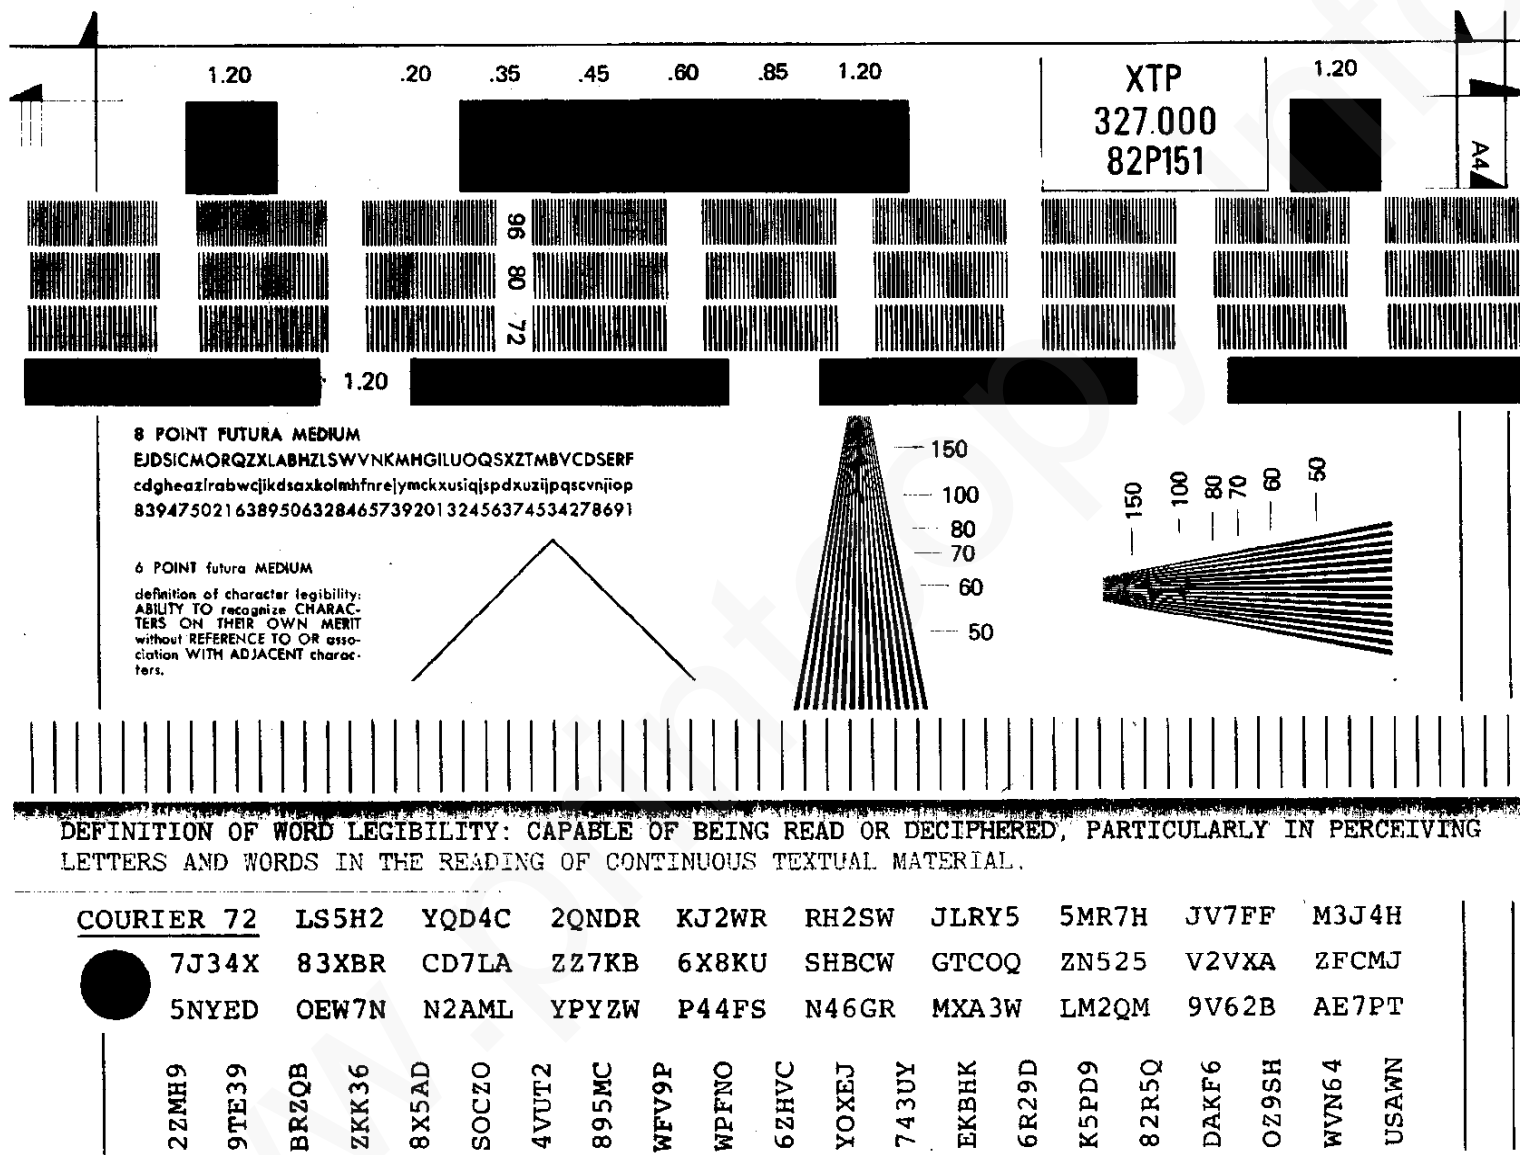 1.20 .20 .35 .45 .60 .85 1.20 1.20
XTP
327.000
82P151
A4
96
80
72
1.20
8 POINT FUTURA MEDIUM
EJDSICMORQZXLABHZLSWVNKMHGILUOQSXZTMBVCDSERF
cdgheazlrabwcjikdsaxkolmhfnrejymckxusiqjspdxuzijpqscvnjiop
839475021638950632846573920132456374534278691
6 POINT futura MEDIUM
definition of character legibility:
ABILITY TO recognize CHARAC-
TERS ON THEIR OWN MERIT
without REFERENCE TO OR asso-
ciation WITH ADJACENT charac-
ters.
150
100
80
70
60
50
150 100 80 70 60 50
DEFINITION OF WORD LEGIBILITY: CAPABLE OF BEING READ OR DECIPHERED, PARTICULARLY IN PERCEIVING
LETTERS AND WORDS IN THE READING OF CONTINUOUS TEXTUAL MATERIAL.
COURIER 72 LS5H2 YQD4C 2QNDR KJ2WR RH2SW JLRY5 5MR7H JV7FF M3J4H
7J34X 83XBR CD7LA ZZ7KB 6X8KU SHBCW GTCOQ ZN525 V2VXA ZFCMJ
5NYED OEW7N N2AML YPYZW P44FS N46GR MXA3W LM2QM 9V62B AE7PT
2ZMH9
9TE39
BRZQB
ZKK36
8X5AD
SOCZO
4VUT2
895MC
WFV9P
WPFNO
6ZHVC
YOXEJ
743UY
EKBHK
6R29D
K5PD9
82R5Q
DAKF6
OZ9SH
WVN64
USAWN